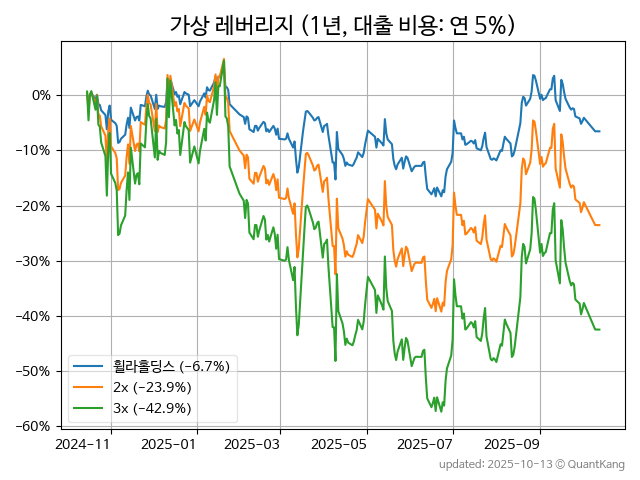 가상 레버리지 (1년, 대출 비용: 연 5%)
0%
−10%
−20%
−30%
−40%
−50%
−60%
휠라홀딩스 (−6.7%)
2x (−23.9%)
3x (−42.9%)
2024-11 2025-01 2025-03 2025-05 2025-07 2025-09
updated: 2025-10-13 © QuantKang